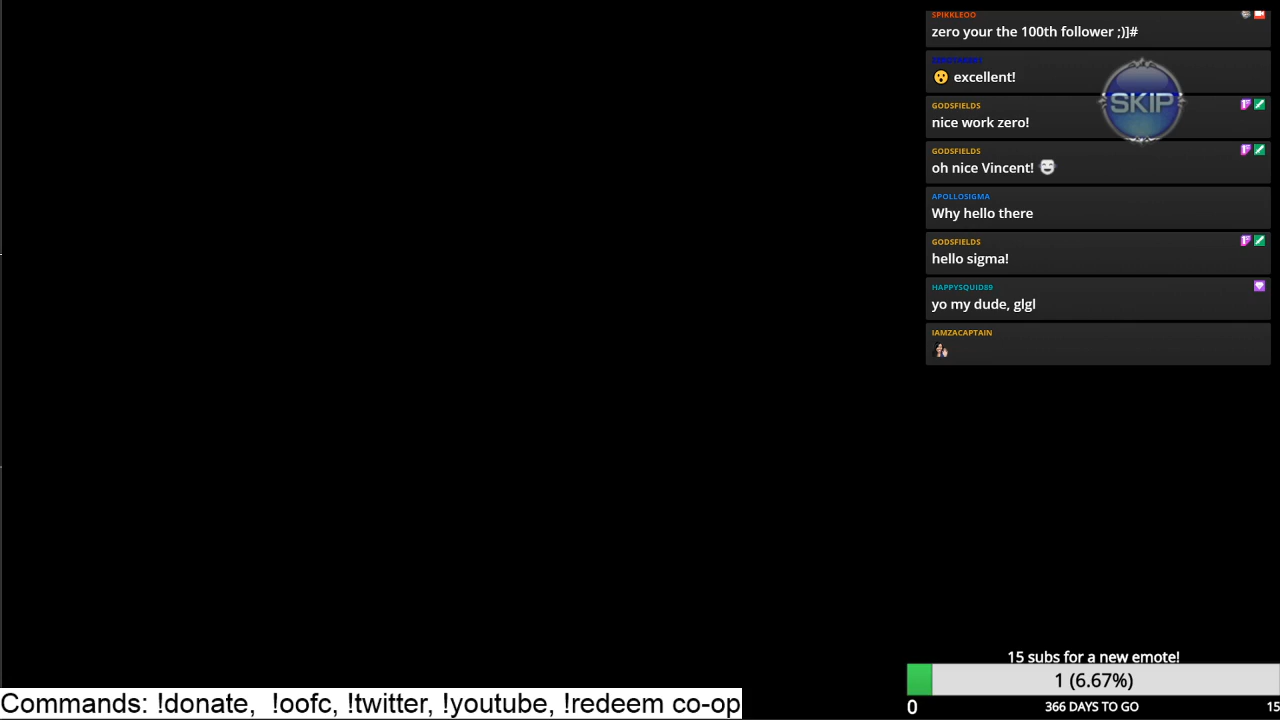 SPIKKLEOO
zero your the 100th follower ;)]#
excellent!
SKIP
GODSFIELDS
nice work zero!
GODSFIELDS
oh nice Vincent!
APOLLOSIGMA
Why hello there
GODSFIELDS
hello sigma!
HAPPYSQUID89
yo my dude, glgl
IAMZACAPTAIN
15 subs for a new emote!
1 (6.67%)
0
366 DAYS TO GO
15
Commands: !donate,  !oofc, !twitter, !youtube, !redeem co-op